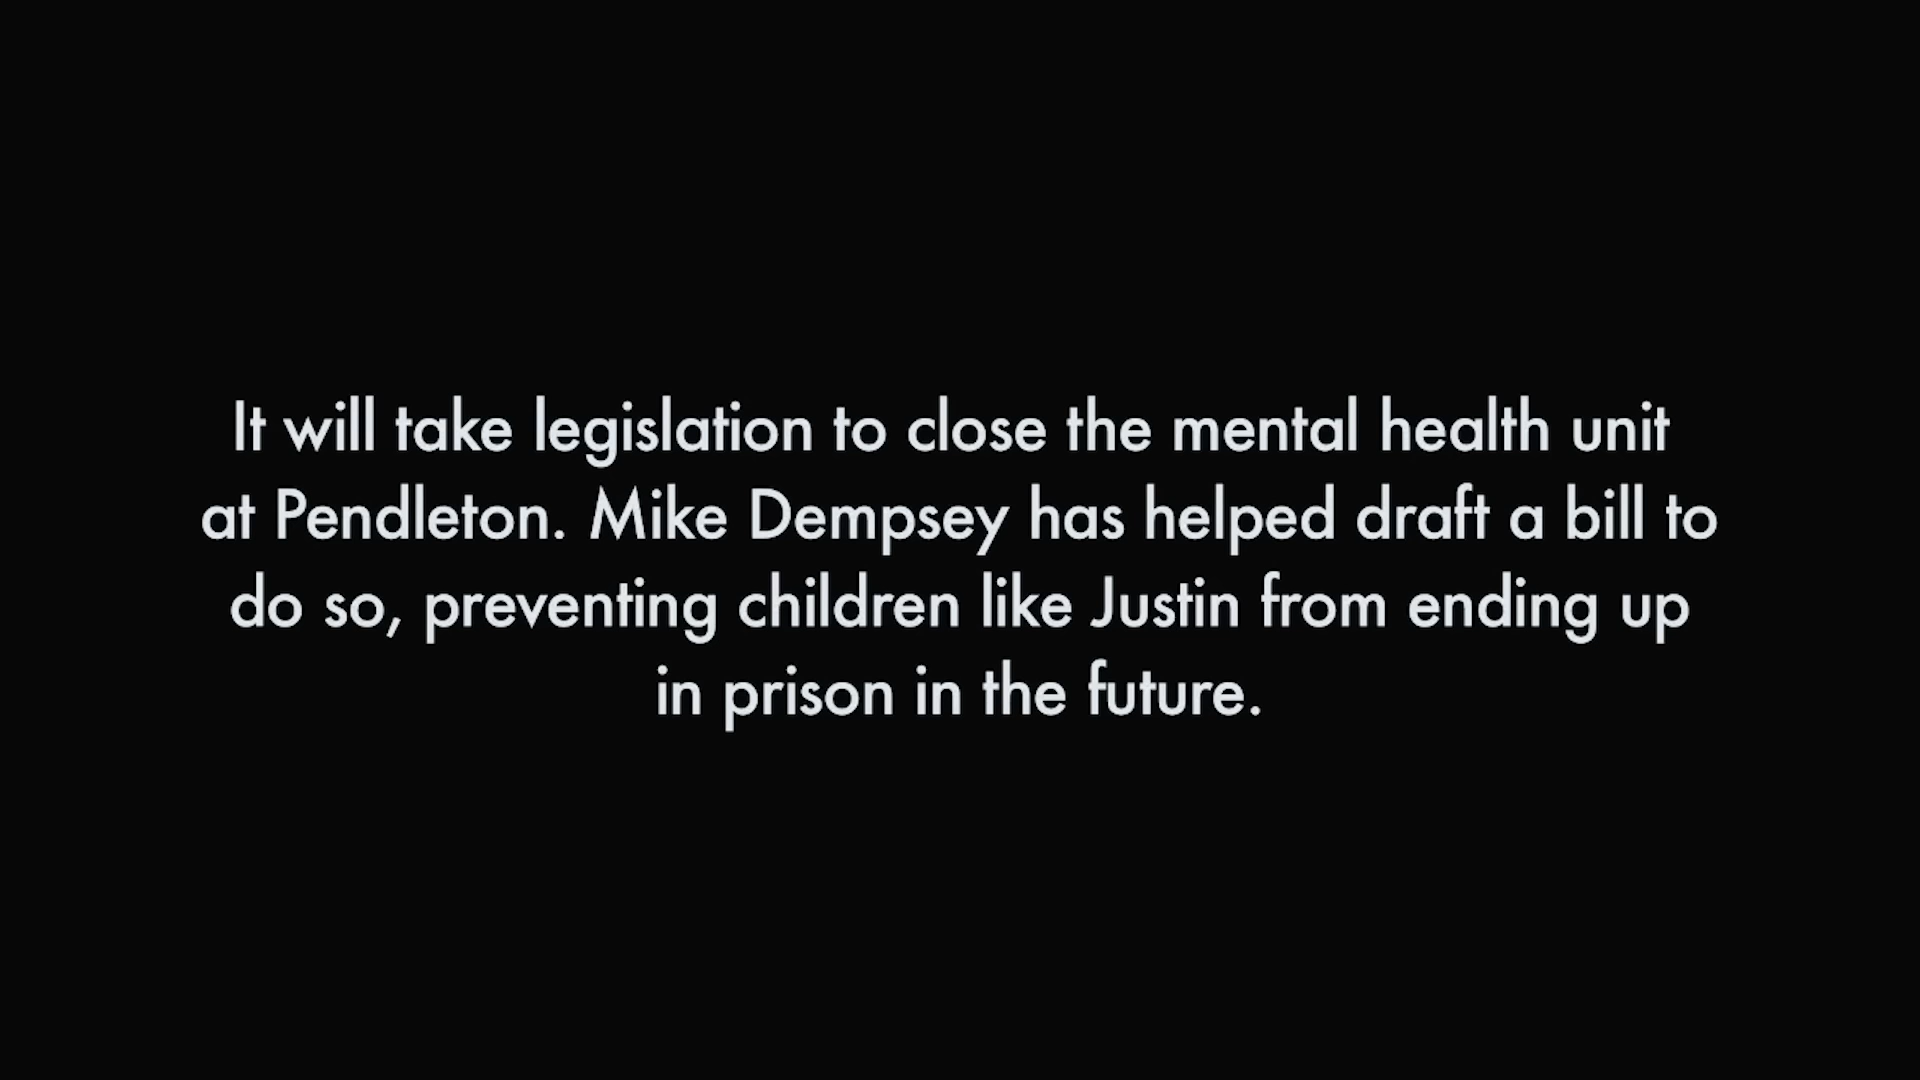 It will take legislation to close the mental health unit
at Pendleton. Mike Dempsey has helped draft a bill to
do so, preventing children like Justin from ending up
in prison in the future.